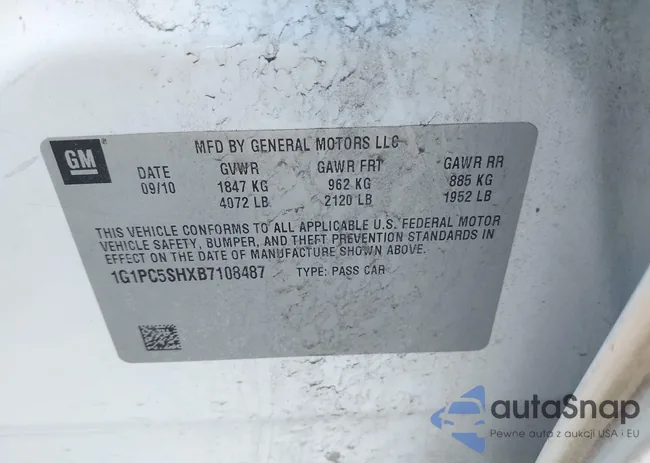 GM
MFD BY GENERAL MOTORS LLC
DATE GVWR GAWR FRT GAWR RR
09/10 1847 KG 962 KG 885 KG
4072 LB 2120 LB 1952 LB
THIS VEHICLE CONFORMS TO ALL APPLICABLE U.S. FEDERAL MOTOR
VEHICLE SAFETY, BUMPER, AND THEFT PREVENTION STANDARDS IN
EFFECT ON THE DATE OF MANUFACTURE SHOWN ABOVE.
1G1PC5SHXB7108487 TYPE: PASS CAR
autaSnap
Pewne auto z aukcji USA i EU